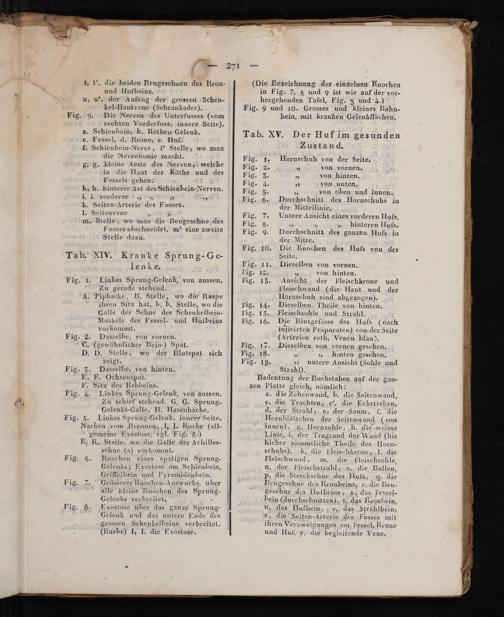 — 271 —
t, t'. die beiden Beugesehnen des Kron-
und Hufbeins.
u, u'. der Anfang der grossen Schen-
kel-Hautvene (Schrankader).
Fig. 9. Die Nerven des Unterfusses (vom
rechten Vorderfuss, innere Seite).
a. Schienbein, b. Köthen-Gelenk.
c. Fessel, d. Krone, e. Huf.
f. Schienbein-Nerve, f' Stelle, wo man
die Nevrotomie macht.
g, g. kleine Aeste des Nerven, welche
in die Haut der Köthe und des
Fessels gehen.
h, h. hinterer Ast des Schienbein-Nerven.
i, i. vorderer „ „ „ „
k. Seiten-Arterie des Fusses.
l. Seitenvene „ „
m. Stelle, wo man die Beugesehne des
Fusses abschneidet, m' eine zweite
Stelle dazu.
Tab. XIV. Kranke Sprung-Ge-
lenke.
Fig. 1. Linkes Sprung-Gelenk, von aussen.
Zu gerade stehend.
A. Piphacke, B. Stelle, wo die Raspe
ihren Sitz hat, b, b. Stelle, wo die
Galle der Sehne des Schenkelbein-
Muskels des Fessel- und Hufbeins
vorkommt.
Fig. 2. Dasselbe, von vornen.
C, (gewöhnlicher Bein-) Spat.
D, D. Stelle, wo der Blutspat sich
zeigt.
Fig. 3. Dasselbe, von hinten.
E, E. Ochsenspat.
F. Sitz des Rehbeins.
Fig. 4. Linkes Sprung-Gelenk, von aussen.
Zu schief stehend. G, G. Sprung-
Gelenks-Galle. H. Hasenhacke.
Fig. 5. Linkes Sprung-Gelenk, innere Seite.
Narben vom Brennen. I, I. Kurbe (all-
gemeine Exostose, vgl. Fig. 8.)
B, B. Stelle, wo die Galle der Achilles-
sehne (a) vorkommt.
Fig. 6. Knochen eines spatigen Sprung-
Gelenks; Exostose am Schienbein,
Griffelbein und Pyramidenbein.
Fig. 7. Grösserer Knochen-Auswuchs, über
alle kleine Knochen des Sprung-
Gelenks verbreitet.
Fig. 8. Exostose über das ganze Sprung-
Gelenk und das untere Ende des
grossen Schenkelbeins verbreitet.
(Kurbe) I, I. die Exostose.
(Die Bezeichnung der einzelnen Knochen
in Fig. 7, 8 und 9 ist wie auf der vor-
hergehenden Tafel, Fig. 3 und 4.)
Fig. 9 und 10. Grosses und kleines Kahn-
bein, mit kranken Gelenkflächen.
Tab. XV. Der Huf im gesunden
Zustand.
Fig. 1. Hornschuh von der Seite.
Fig. 2. „ von vornen.
Fig. 3. „ von hinten.
Fig. 4. „ von unten.
Fig. 5. „ von oben und innen.
Fig. 6. Durchschnitt des Hornschuhs in
der Mittellinie.
Fig. 7. Untere Ansicht eines vorderen Hufs.
Fig. 8. „ „ „ hinteren Hufs.
Fig. 9. Durchschnitt des ganzen Hufs in
der Mitte.
Fig. 10. Die Knochen des Hufs von der
Seite.
Fig. 11. Dieselben von vornen.
Fig. 12. „ von hinten.
Fig. 13. Ansicht der Fleischkrone und
Fleischwand (die Haut und der
Hornschuh sind abgezogen).
Fig. 14. Dieselben Theile von hinten.
Fig. 15. Fleischsohle und Strahl.
Fig. 16. Die Blutgefässe des Hufs (nach
injicirten Präparaten) von der Seite
(Arterien roth, Venen blau).
Fig. 17. Dieselben von vornen gesehen.
Fig. 18. „ „ hinten gesehen.
Fig. 19. „ untere Ansicht (Sohle und
Strahl).
Bedeutung der Buchstaben auf der gan-
zen Platte gleich, nämlich:
a. die Zehenwand, b. die Seitenwand,
c. die Trachten, c'. die Eckstreben,
d. der Strahl, e. der Saum, f. die
Hornblättchen der Seitenwand (von
innen), g. Hornsohle, h. die weisse
Linie, i. der Tragrand der Wand (bis
hieher sämmtliche Theile des Horn-
schuhs), k. die Fleischkrone, l. die
Fleischwand, m. die Fleischsohle,
n. der Fleischstrahl, o. die Ballen,
p. die Strecksehne des Hufs, q. die
Beugesehne des Kronbeins, r. die Beu-
gesehne des Hufbeins, s. das Fessel-
bein (durchschnitten), t. das Kronbein,
u. das Hufbein, v. das Strahlbein,
x. die Seiten-Arterie des Fusses mit
ihren Verzweigungen am Fessel, Krone
und Huf, y. die begleitende Vene.